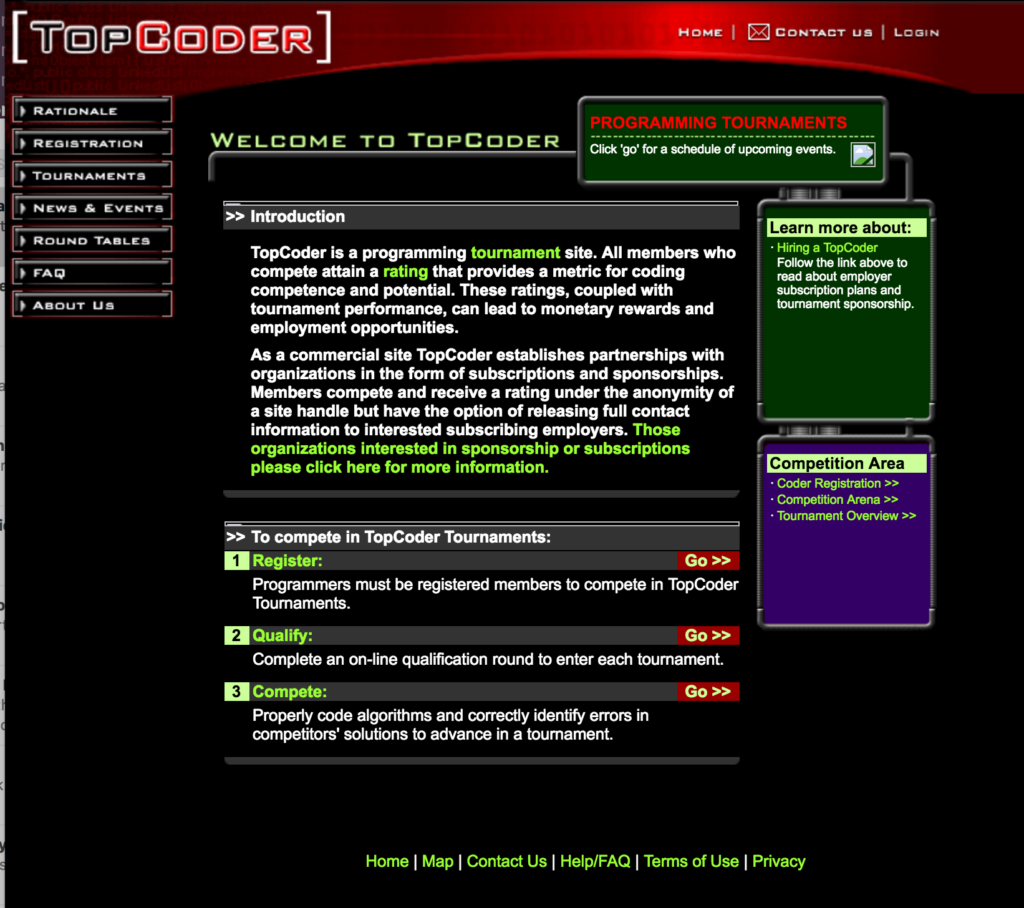 [TOPCODER]
HOME | CONTACT US | LOGIN
RATIONALE
REGISTRATION
TOURNAMENTS
NEWS & EVENTS
ROUND TABLES
FAQ
ABOUT US
WELCOME TO TOPCODER
PROGRAMMING TOURNAMENTS
Click 'go' for a schedule of upcoming events.
>> Introduction
TopCoder is a programming tournament site. All members who
compete attain a rating that provides a metric for coding
competence and potential. These ratings, coupled with
tournament performance, can lead to monetary rewards and
employment opportunities.
As a commercial site TopCoder establishes partnerships with
organizations in the form of subscriptions and sponsorships.
Members compete and receive a rating under the anonymity of
a site handle but have the option of releasing full contact
information to interested subscribing employers. Those
organizations interested in sponsorship or subscriptions
please click here for more information.
>> To compete in TopCoder Tournaments:
1 Register: Go >>
Programmers must be registered members to compete in TopCoder
Tournaments.
2 Qualify: Go >>
Complete an on-line qualification round to enter each tournament.
3 Compete: Go >>
Properly code algorithms and correctly identify errors in
competitors' solutions to advance in a tournament.
Learn more about:
· Hiring a TopCoder
Follow the link above to
read about employer
subscription plans and
tournament sponsorship.
Competition Area
· Coder Registration >>
· Competition Arena >>
· Tournament Overview >>
Home | Map | Contact Us | Help/FAQ | Terms of Use | Privacy